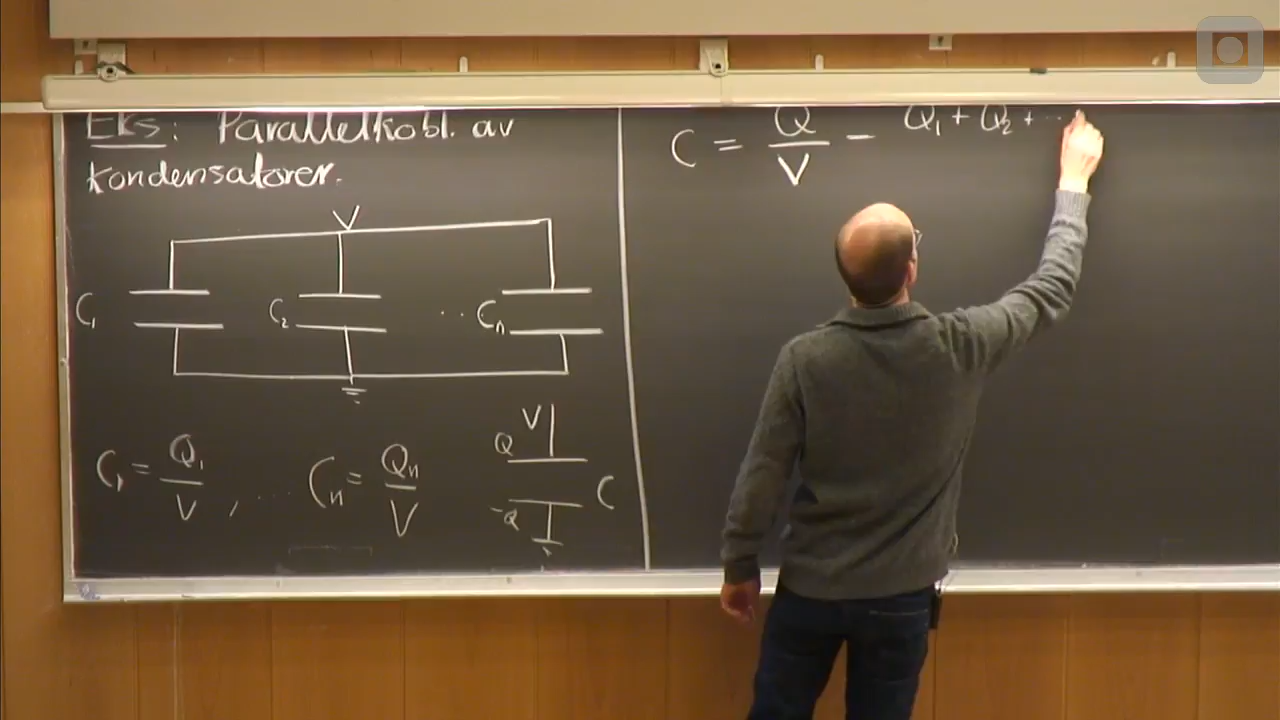 Eks: Parallellkobl. av
kondensatorer.
V
C₁ C₂ ... Cₙ
V
Q
C₁ = Q₁/V , .... Cₙ = Qₙ/V
C
-Q
C = Q/V = Q₁ + Q₂ + ...